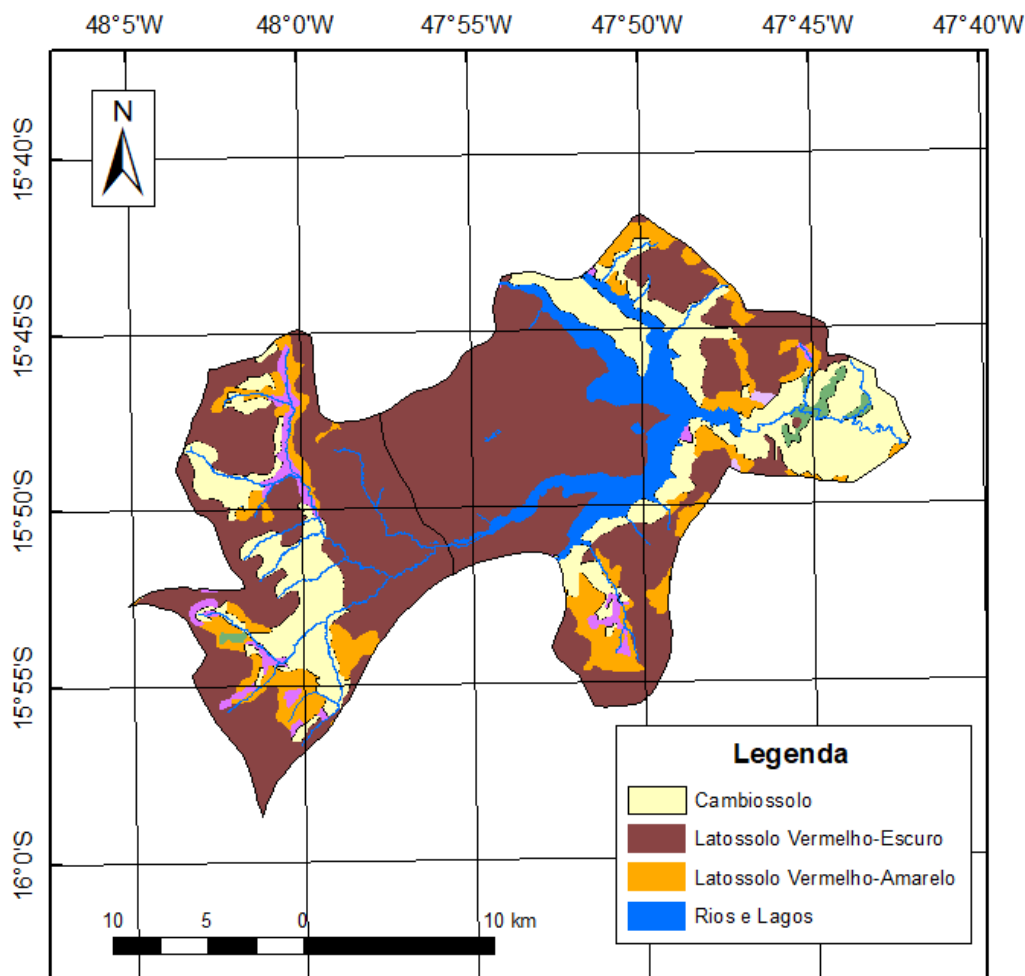 48°5'W 48°0'W 47°55'W 47°50'W 47°45'W 47°40'W
N
15°40'S
15°45'S
15°50'S
15°55'S
16°0'S
Legenda
Cambiossolo
Latossolo Vermelho-Escuro
Latossolo Vermelho-Amarelo
Rios e Lagos
10 5 0 10 km